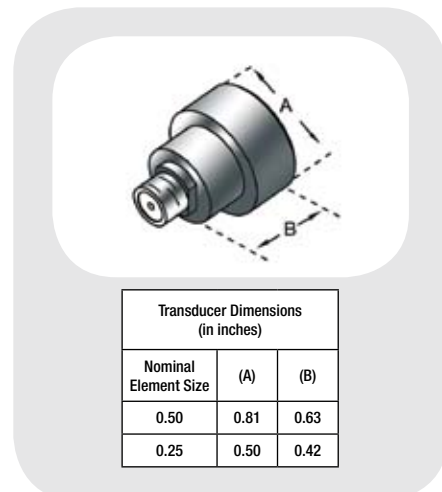 A
B
Transducer Dimensions
(in inches)
Nominal
Element Size
(A)
(B)
0.50 0.81 0.63
0.25 0.50 0.42